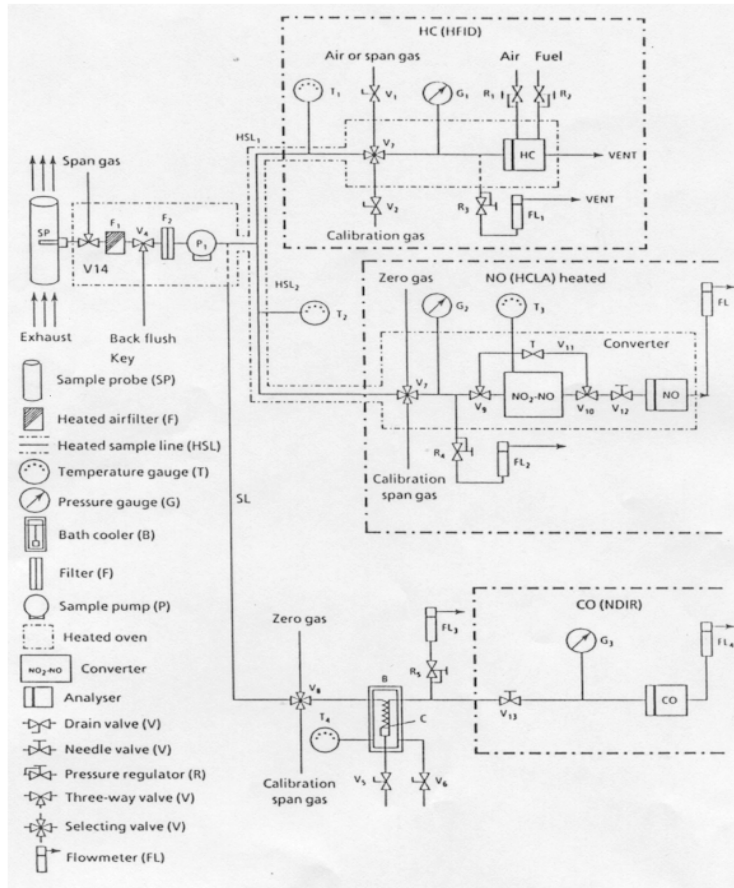 HC (HFID)
Air or span gas
Air
Fuel
T₁
V₁
G₁
R₁
R₂
HSL₁
V₃
HC
VENT
Span gas
F₁
V₄
F₂
P₁
SP
V14
V₂
R₃
FL₁
VENT
Calibration gas
Exhaust
Back flush
HSL₂
T₂
Zero gas
NO (HCLA) heated
G₂
T₃
FL
Converter
T
V₁₁
V₇
V₉
NO₂-NO
V₁₀
V₁₂
NO
R₄
FL₂
Calibration
span gas
Key
Sample probe (SP)
Heated airfilter (F)
Heated sample line (HSL)
Temperature gauge (T)
Pressure gauge (G)
Bath cooler (B)
Filter (F)
Sample pump (P)
Heated oven
NO₂-NO Converter
Analyser
Drain valve (V)
Needle valve (V)
Pressure regulator (R)
Three-way valve (V)
Selecting valve (V)
Flowmeter (FL)
SL
Zero gas
V₈
B
C
T₄
V₅
V₆
FL₃
R₅
Calibration
span gas
CO (NDIR)
G₃
FL₄
V₁₃
CO